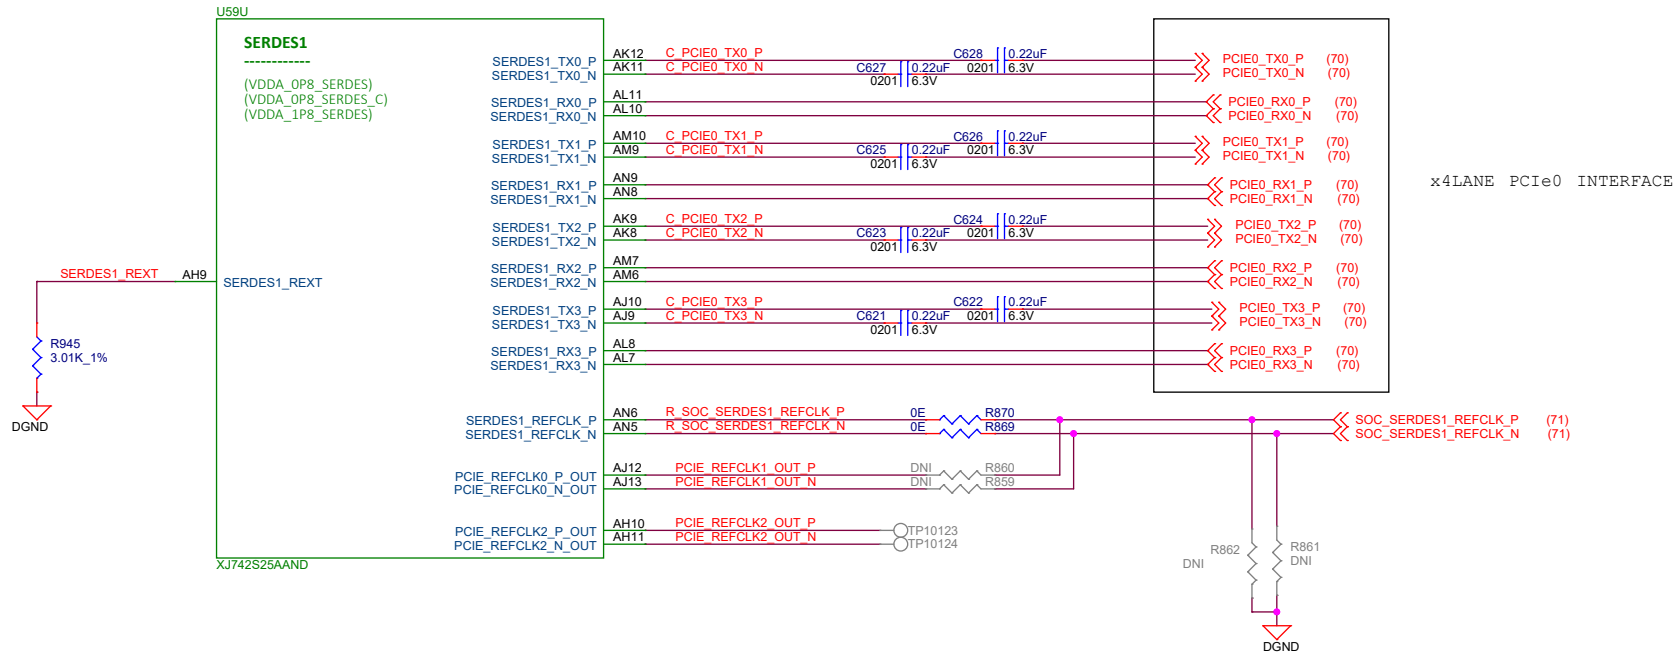 U59U
SERDES1
------------
(VDDA_0P8_SERDES)
(VDDA_0P8_SERDES_C)
(VDDA_1P8_SERDES)
SERDES1_TX0_P AK12 C_PCIE0_TX0_P C628 0.22uF 0201 6.3V PCIE0_TX0_P (70)
SERDES1_TX0_N AK11 C_PCIE0_TX0_N C627 0.22uF 0201 6.3V PCIE0_TX0_N (70)
SERDES1_RX0_P AL11 PCIE0_RX0_P (70)
SERDES1_RX0_N AL10 PCIE0_RX0_N (70)
SERDES1_TX1_P AM10 C_PCIE0_TX1_P C626 0.22uF 0201 6.3V PCIE0_TX1_P (70)
SERDES1_TX1_N AM9 C_PCIE0_TX1_N C625 0.22uF 0201 6.3V PCIE0_TX1_N (70)
SERDES1_RX1_P AN9 PCIE0_RX1_P (70)
SERDES1_RX1_N AN8 PCIE0_RX1_N (70)
x4LANE PCIe0 INTERFACE
SERDES1_TX2_P AK9 C_PCIE0_TX2_P C624 0.22uF 0201 6.3V PCIE0_TX2_P (70)
SERDES1_TX2_N AK8 C_PCIE0_TX2_N C623 0.22uF 0201 6.3V PCIE0_TX2_N (70)
SERDES1_RX2_P AM7 PCIE0_RX2_P (70)
SERDES1_RX2_N AM6 PCIE0_RX2_N (70)
SERDES1_REXT AH9 SERDES1_REXT
SERDES1_TX3_P AJ10 C_PCIE0_TX3_P C622 0.22uF 0201 6.3V PCIE0_TX3_P (70)
SERDES1_TX3_N AJ9 C_PCIE0_TX3_N C621 0.22uF 0201 6.3V PCIE0_TX3_N (70)
SERDES1_RX3_P AL8 PCIE0_RX3_P (70)
SERDES1_RX3_N AL7 PCIE0_RX3_N (70)
R945
3.01K_1%
DGND
SERDES1_REFCLK_P AN6 R_SOC_SERDES1_REFCLK_P 0E R870 SOC_SERDES1_REFCLK_P (71)
SERDES1_REFCLK_N AN5 R_SOC_SERDES1_REFCLK_N 0E R869 SOC_SERDES1_REFCLK_N (71)
PCIE_REFCLK0_P_OUT AJ12 PCIE_REFCLK1_OUT_P DNI R860
PCIE_REFCLK0_N_OUT AJ13 PCIE_REFCLK1_OUT_N DNI R859
PCIE_REFCLK2_P_OUT AH10 PCIE_REFCLK2_OUT_P TP10123
PCIE_REFCLK2_N_OUT AH11 PCIE_REFCLK2_OUT_N TP10124
R862
DNI
R861
DNI
XJ742S25AAND
DGND